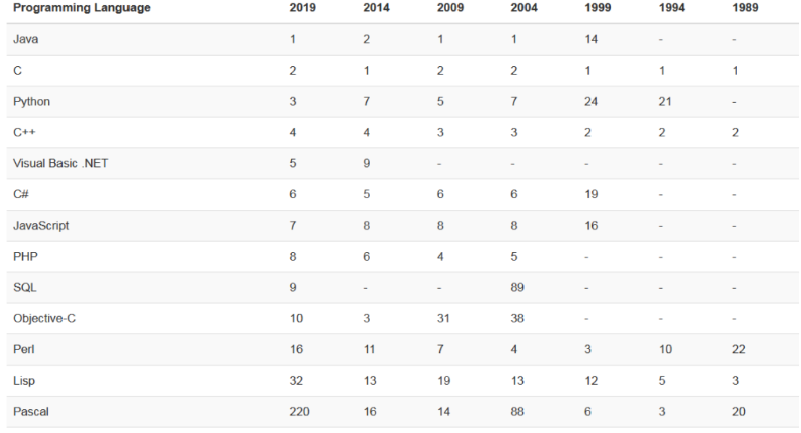 Programming Language 2019 2014 2009 2004 1999 1994 1989
Java 1 2 1 1 14 - -
C 2 1 2 2 1 1 1
Python 3 7 5 7 24 21 -
C++ 4 4 3 3 2 2 2
Visual Basic .NET 5 9 - - - - -
C# 6 5 6 6 19 - -
JavaScript 7 8 8 8 16 - -
PHP 8 6 4 5 - - -
SQL 9 - - 89 - - -
Objective-C 10 3 31 38 - - -
Perl 16 11 7 4 3 10 22
Lisp 32 13 19 13 12 5 3
Pascal 220 16 14 88 6 3 20